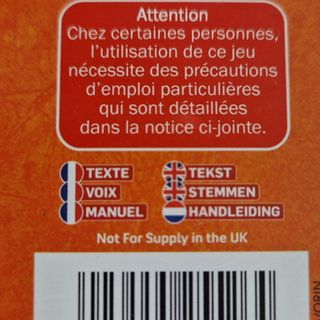 Attention
Chez certaines personnes,
l'utilisation de ce jeu
nécessite des précautions
d'emploi particulières
qui sont détaillées
dans la notice ci-jointe.
TEXTE TEKST
VOIX STEMMEN
MANUEL HANDLEIDING
Not For Supply in the UK